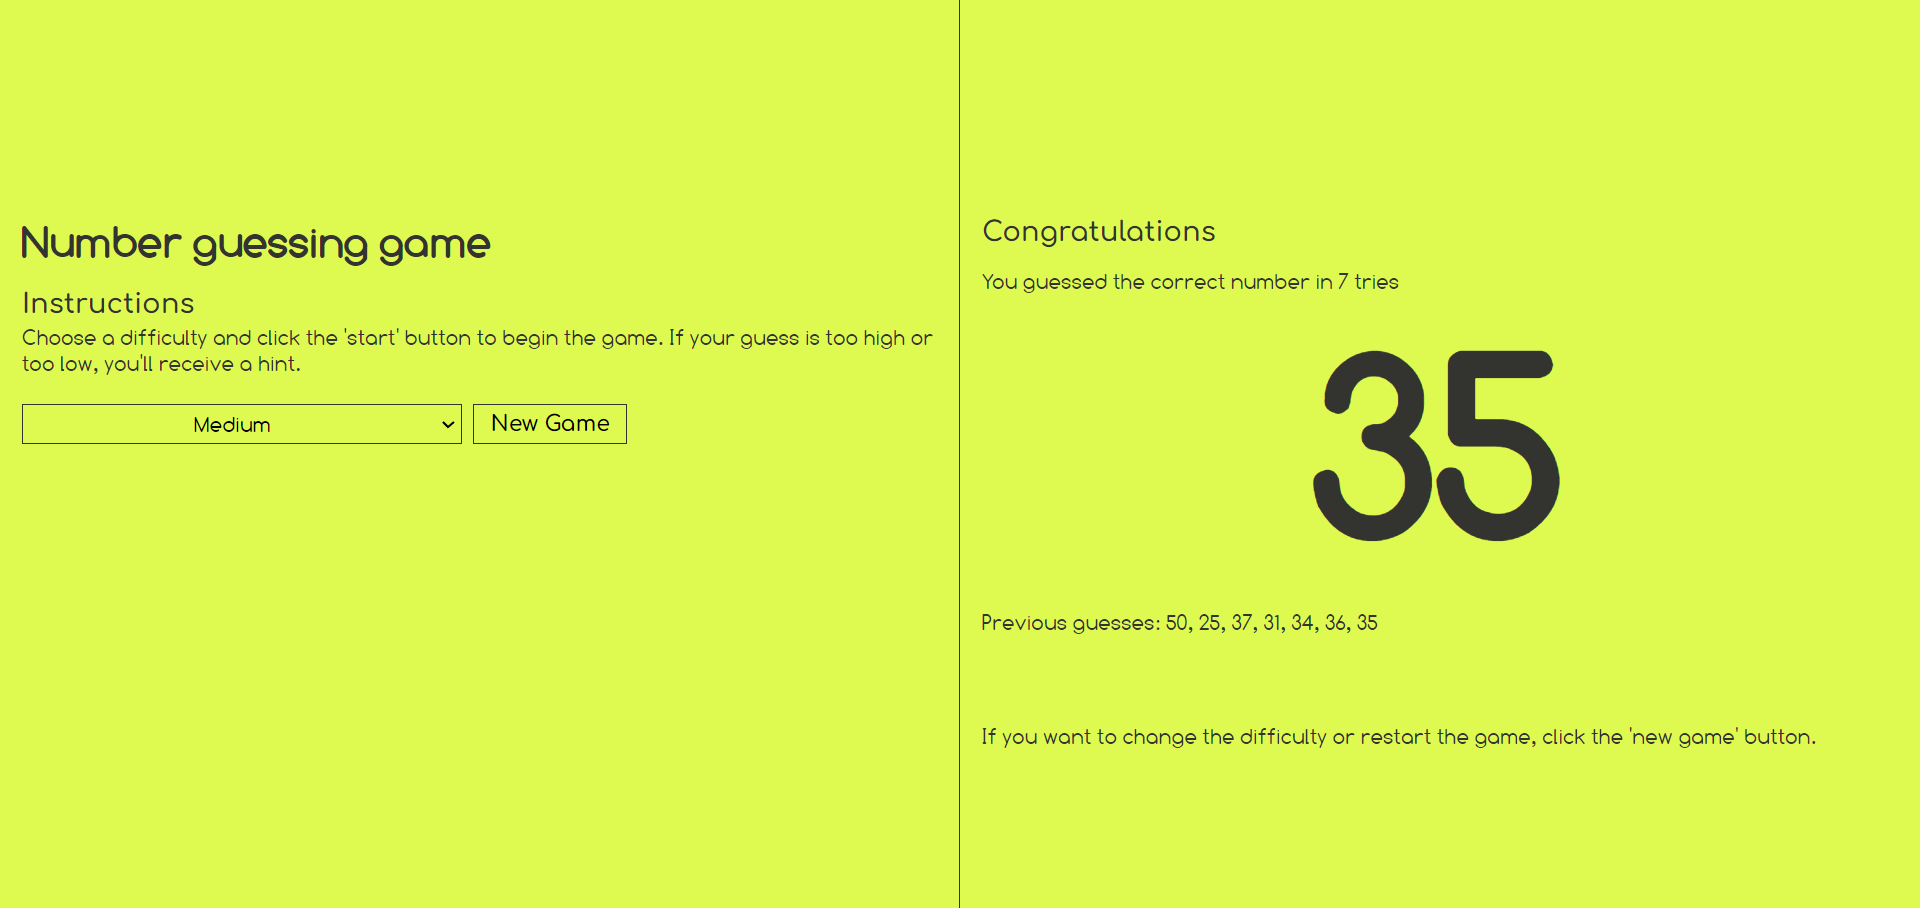 Number guessing game
Instructions
Choose a difficulty and click the 'start' button to begin the game. If your guess is too high or
too low, you'll receive a hint.
Medium
New Game
Congratulations
You guessed the correct number in 7 tries
35
Previous guesses: 50, 25, 37, 31, 34, 36, 35
If you want to change the difficulty or restart the game, click the 'new game' button.